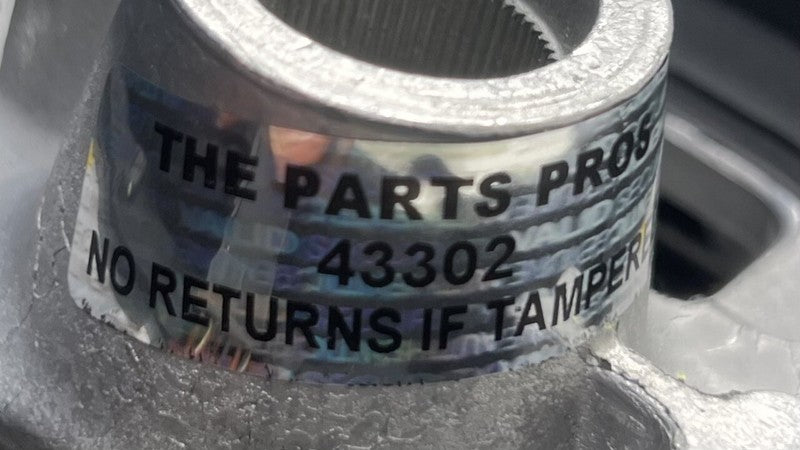 THE PARTS PROS
43302
NO RETURNS IF TAMPERE